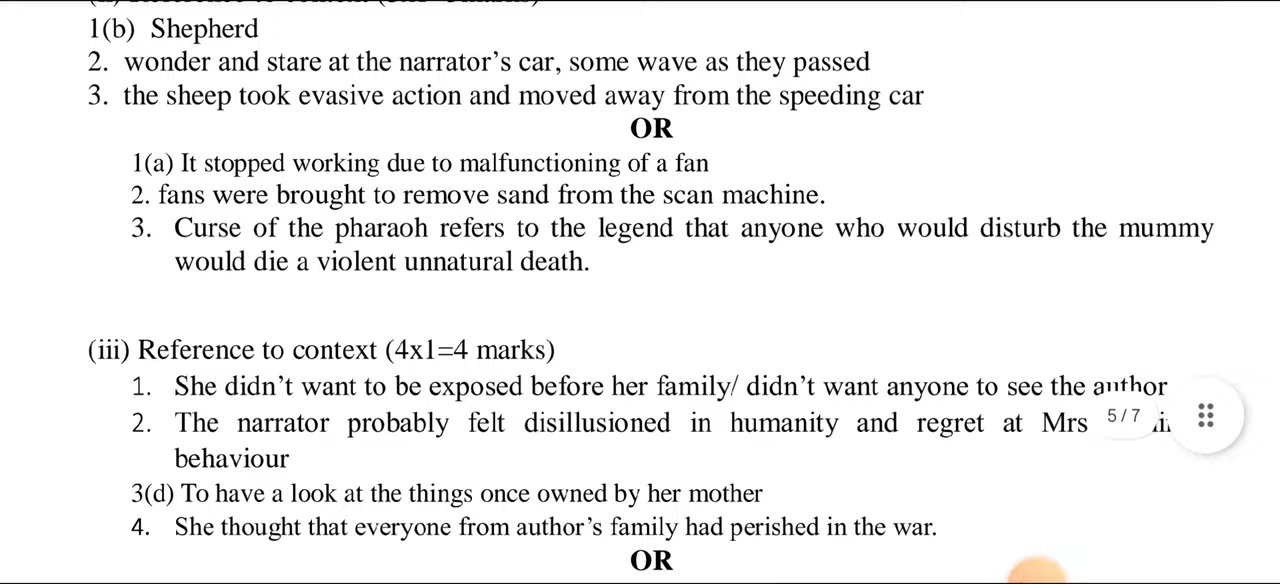 1(b) Shepherd
2. wonder and stare at the narrator's car, some wave as they passed
3. the sheep took evasive action and moved away from the speeding car
OR
1(a) It stopped working due to malfunctioning of a fan
2. fans were brought to remove sand from the scan machine.
3. Curse of the pharaoh refers to the legend that anyone who would disturb the mummy
would die a violent unnatural death.
(iii) Reference to context (4x1=4 marks)
1. She didn't want to be exposed before her family/ didn't want anyone to see the author
2. The narrator probably felt disillusioned in humanity and regret at Mrs
5/7
behaviour
3(d) To have a look at the things once owned by her mother
4. She thought that everyone from author's family had perished in the war.
OR